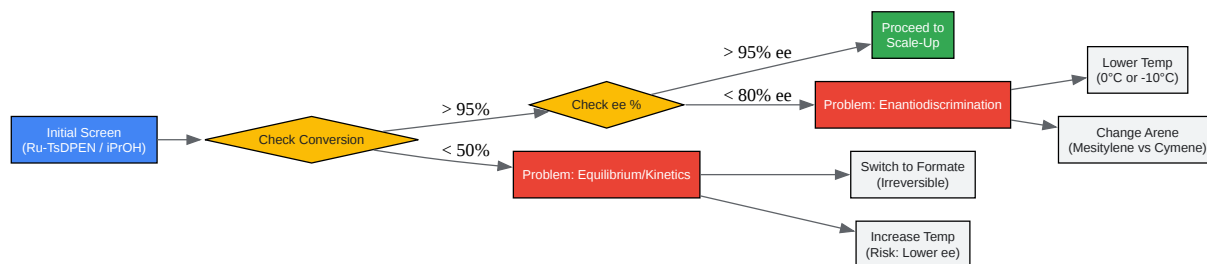 Initial Screen
(Ru-TsDPEN / iPrOH)
Check Conversion
> 95%
< 50%
Check ee %
> 95% ee
< 80% ee
Proceed to
Scale-Up
Problem: Enantiodiscrimination
Lower Temp
(0°C or -10°C)
Change Arene
(Mesitylene vs Cymene)
Problem: Equilibrium/Kinetics
Switch to Formate
(Irreversible)
Increase Temp
(Risk: Lower ee)